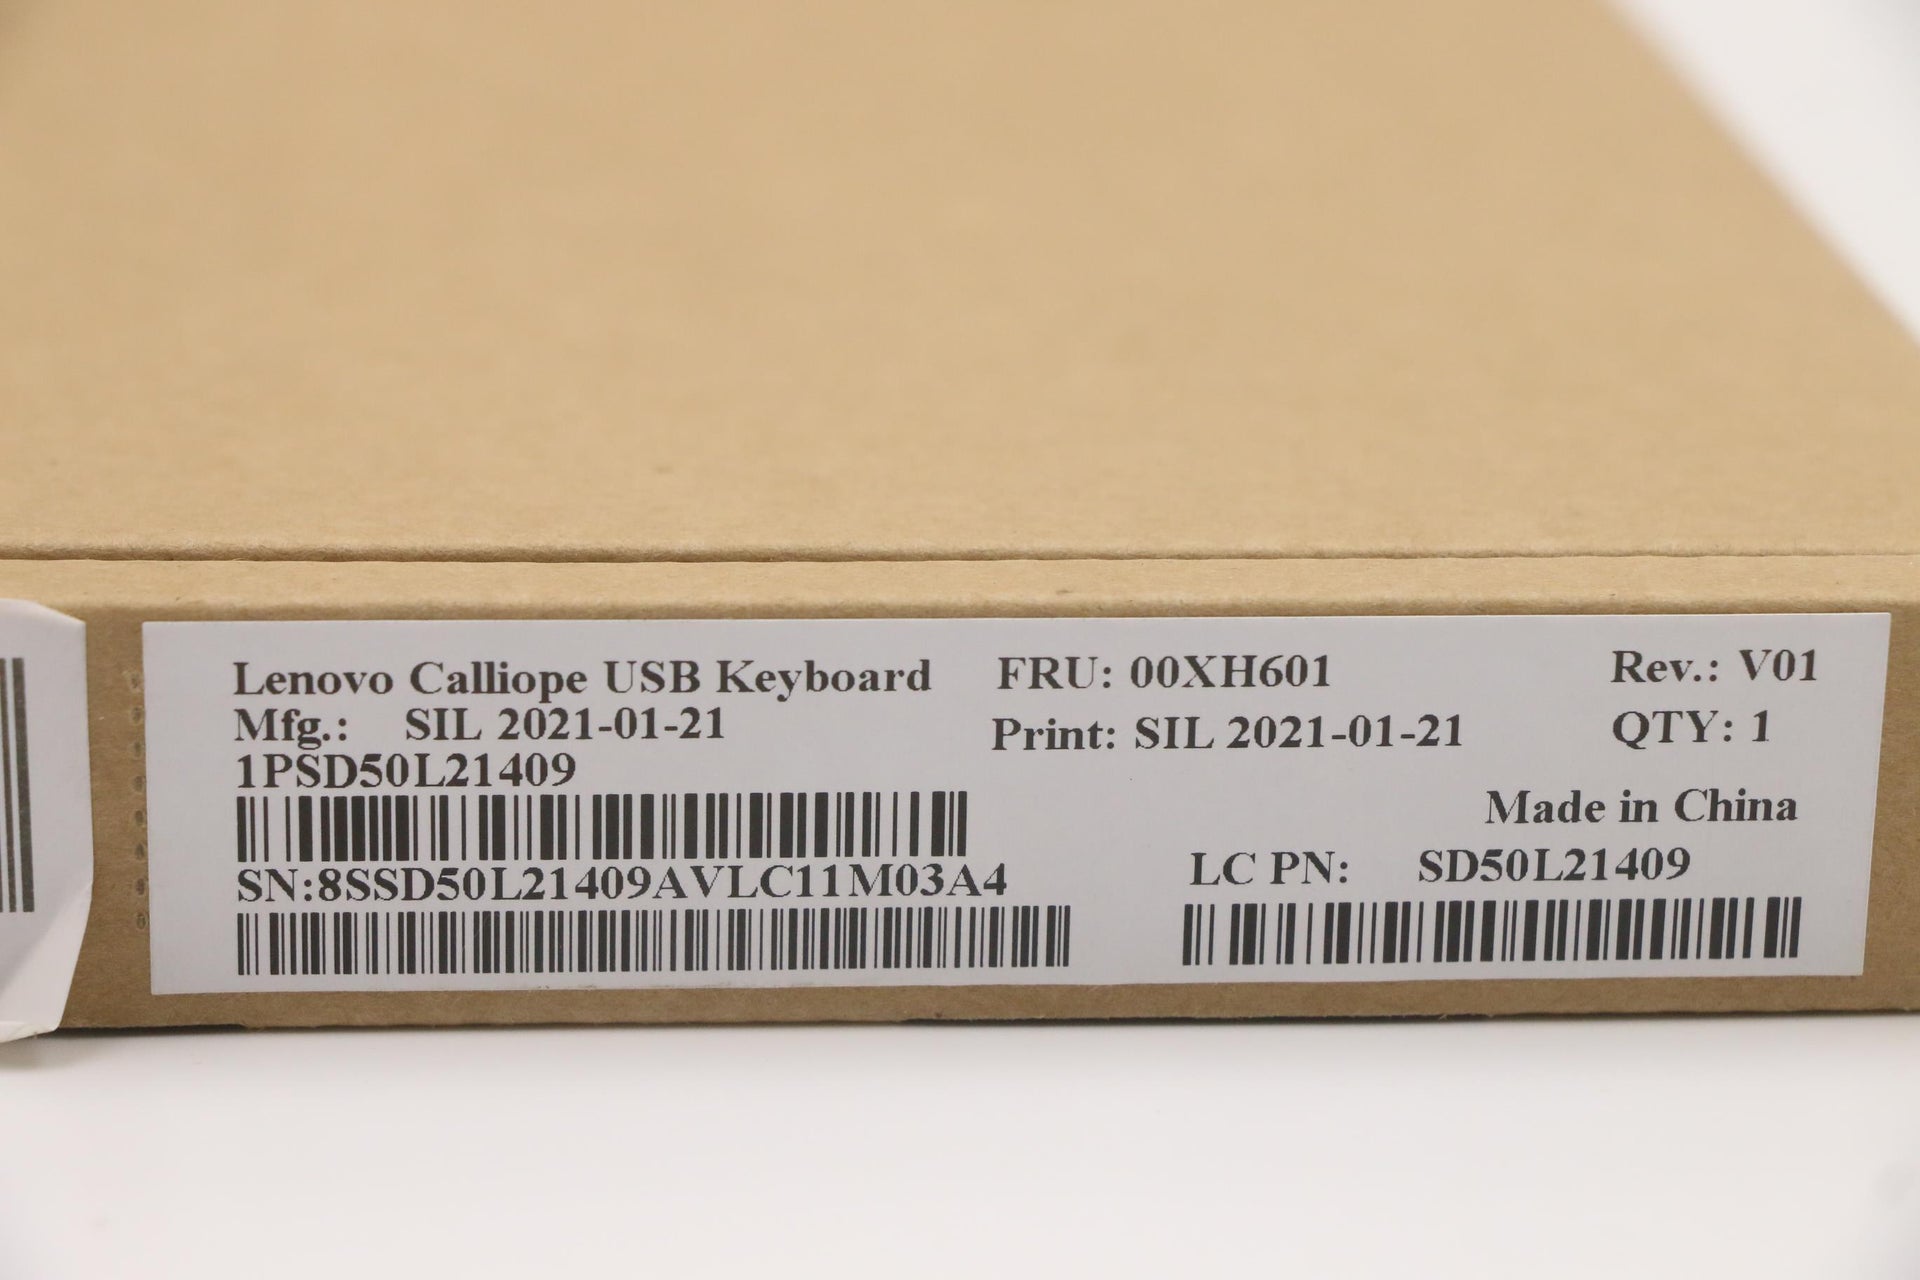 Lenovo Calliope USB Keyboard
FRU: 00XH601
Rev.: V01
Mfg.: SIL 2021-01-21
Print: SIL 2021-01-21
QTY: 1
1PSD50L21409
Made in China
SN:8SSD50L21409AVLC11M03A4
LC PN: SD50L21409